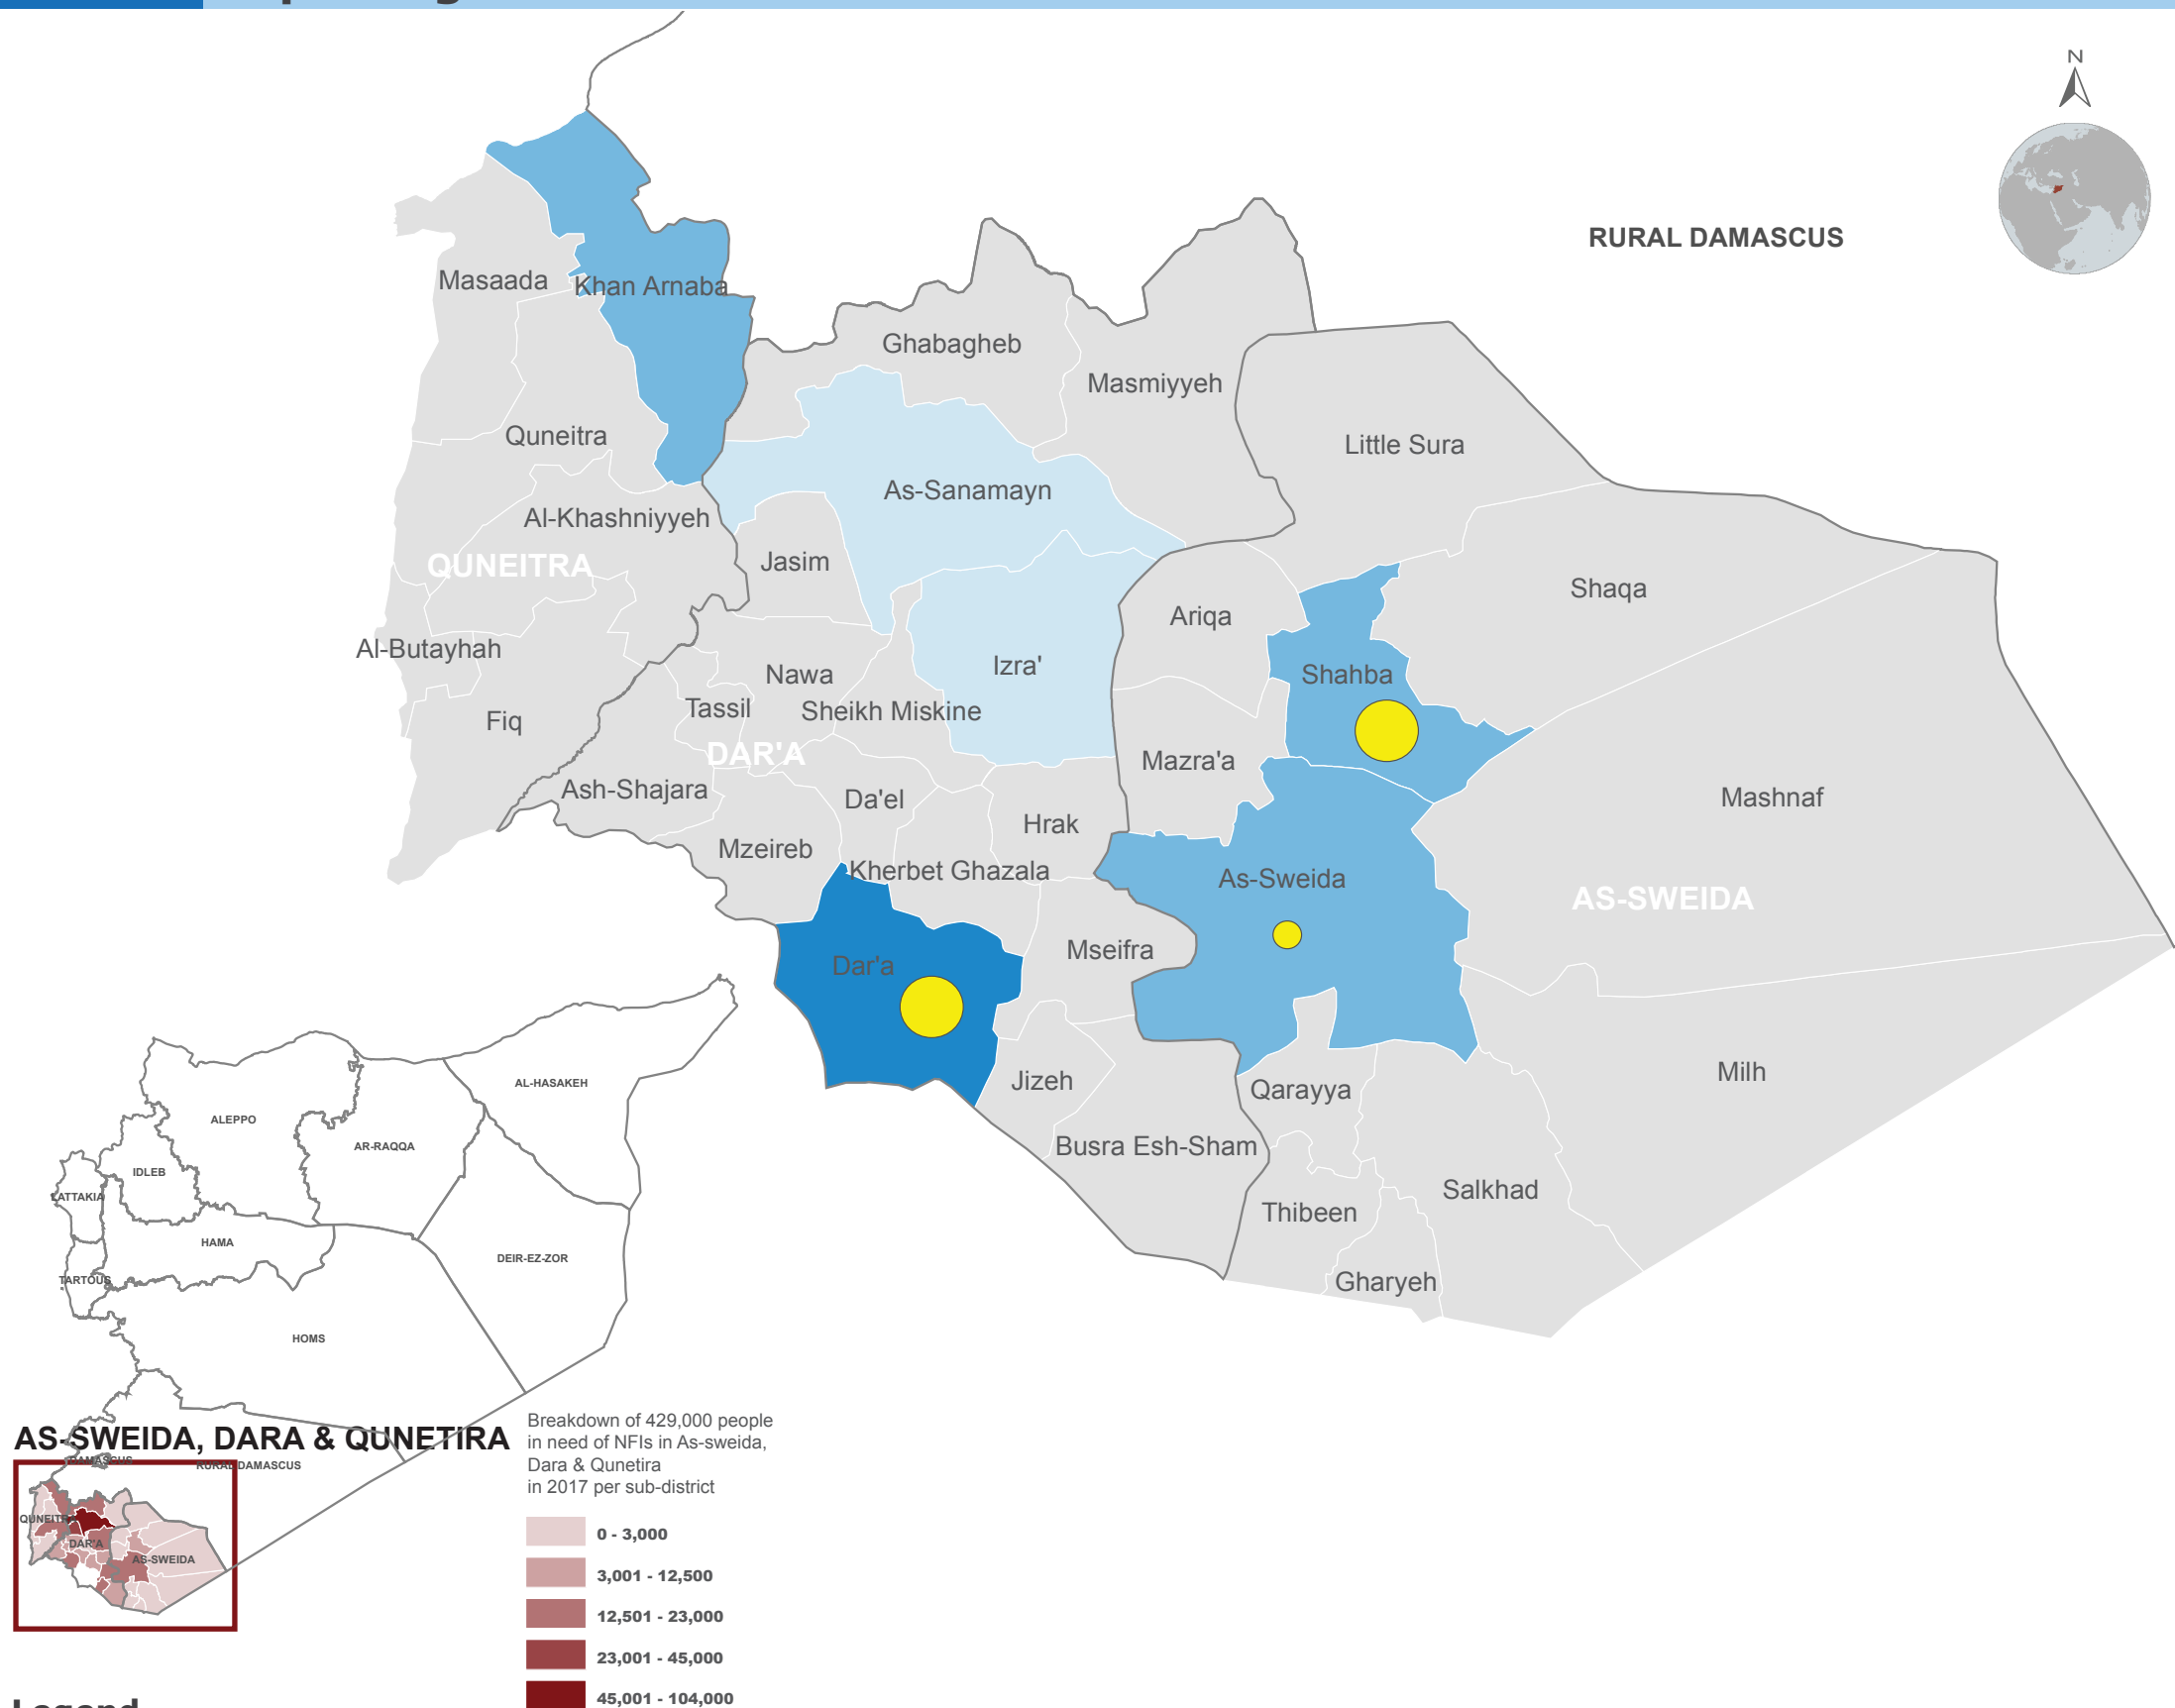 N
RURAL DAMASCUS
Masaada
Khan Arnaba
Ghabagheb
Masmiyyeh
Little Sura
Quneitra
As-Sanamayn
Al-Khashniyyeh
QUNEITRA
Jasim
Shaqa
Ariqa
Al-Butayhah
Izra'
Nawa
Shahba
Tassil
Sheikh Miskine
Fiq
DAR'A
Mazra'a
Ash-Shajara
Da'el
Mashnaf
Hrak
Mzeireb
Kherbet Ghazala
As-Sweida
AS-SWEIDA
Mseifra
Dar'a
Jizeh
Qarayya
Milh
Busra Esh-Sham
Salkhad
Thibeen
Gharyeh
AL-HASAKEH
ALEPPO
AR-RAQQA
IDLEB
LATTAKIA
HAMA
DEIR-EZ-ZOR
TARTOUS
HOMS
AS-SWEIDA, DARA & QUNETIRA
DAMASCUS
RURAL DAMASCUS
QUNEITRA
DAR'A
AS-SWEIDA
Breakdown of 429,000 people
in need of NFIs in As-sweida,
Dara & Qunetira
in 2017 per sub-district
0 - 3,000
3,001 - 12,500
12,501 - 23,000
23,001 - 45,000
45,001 - 104,000
Legend